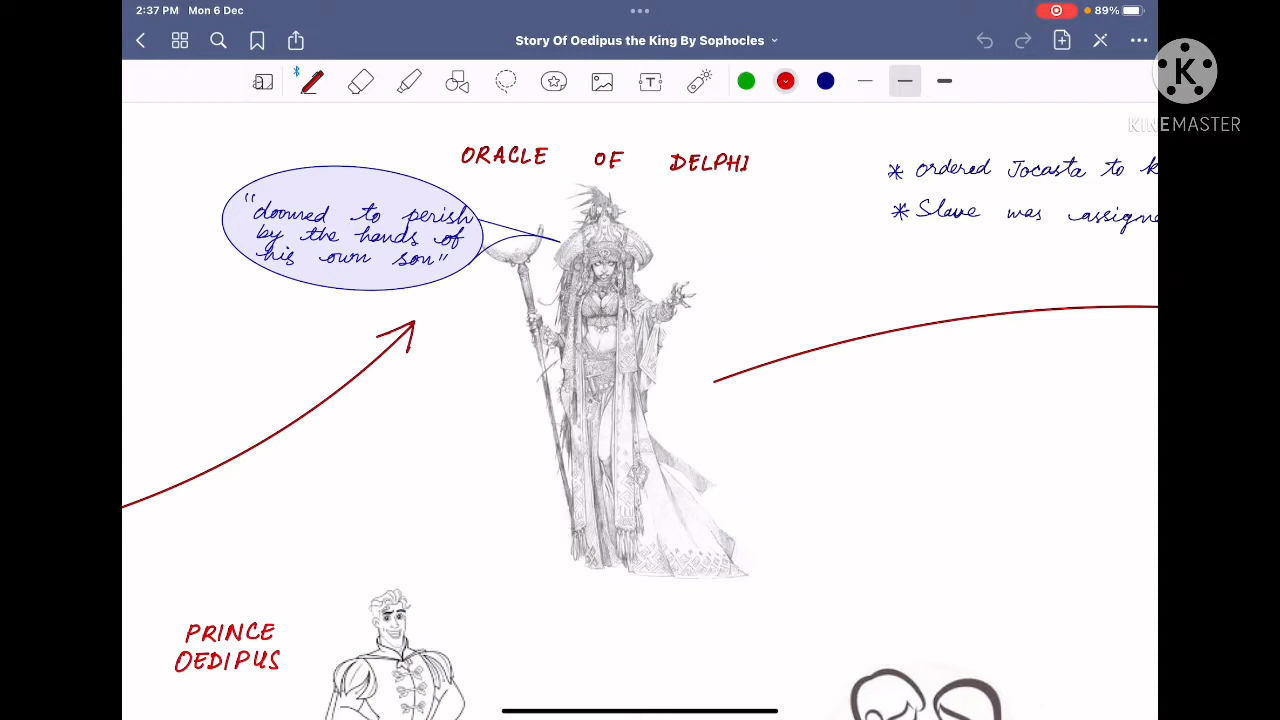 2:37 PM Mon 6 Dec
89%
Story Of Oedipus the King By Sophocles
K
KINEMASTER
ORACLE OF DELPHI
"doomed to perish
by the hands of
his own son"
* ordered Jocasta to
* Slave was
PRINCE
OEDIPUS